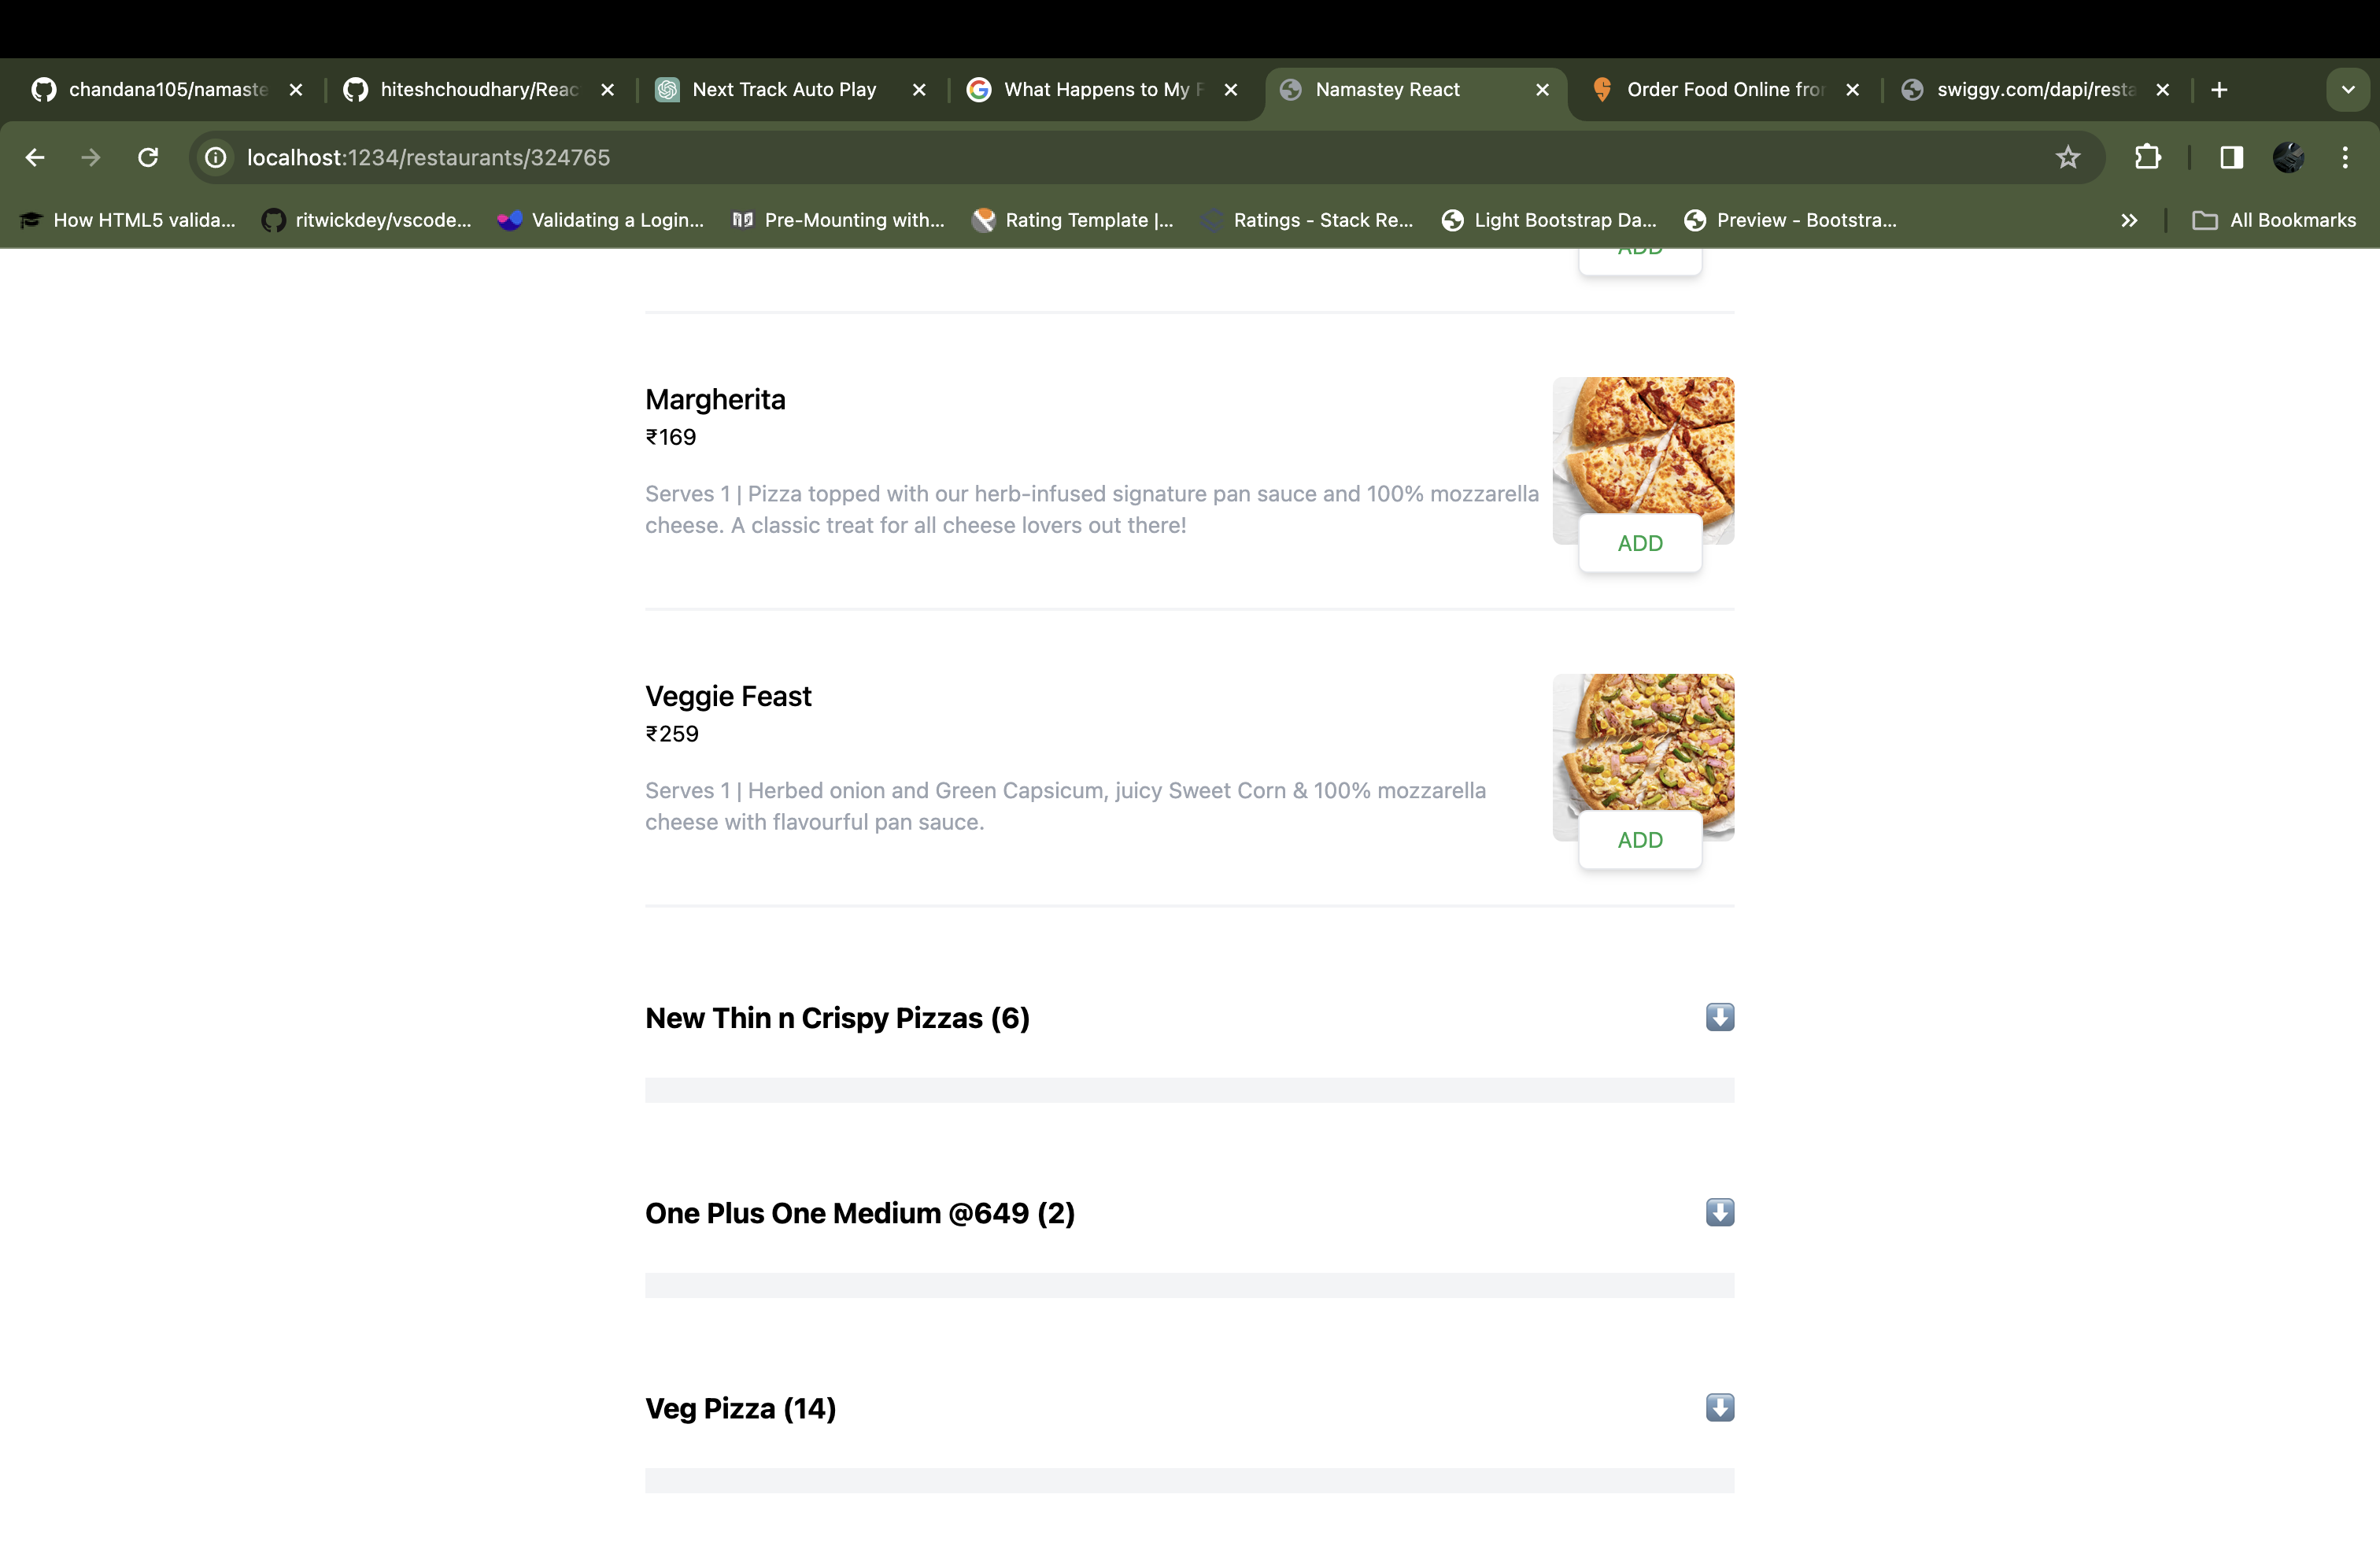 chandana105/namaste
hiteshchoudhary/Reac
Next Track Auto Play
What Happens to My
Namastey React
Order Food Online from
swiggy.com/dapi/resta
localhost:1234/restaurants/324765
How HTML5 valida...
ritwickdey/vscode...
Validating a Login...
Pre-Mounting with...
Rating Template |...
Ratings - Stack Re...
Light Bootstrap Da...
Preview - Bootstra...
All Bookmarks
ADD
Margherita
₹169
Serves 1 | Pizza topped with our herb-infused signature pan sauce and 100% mozzarella
cheese. A classic treat for all cheese lovers out there!
ADD
Veggie Feast
₹259
Serves 1 | Herbed onion and Green Capsicum, juicy Sweet Corn & 100% mozzarella
cheese with flavourful pan sauce.
ADD
New Thin n Crispy Pizzas (6)
One Plus One Medium @649 (2)
Veg Pizza (14)